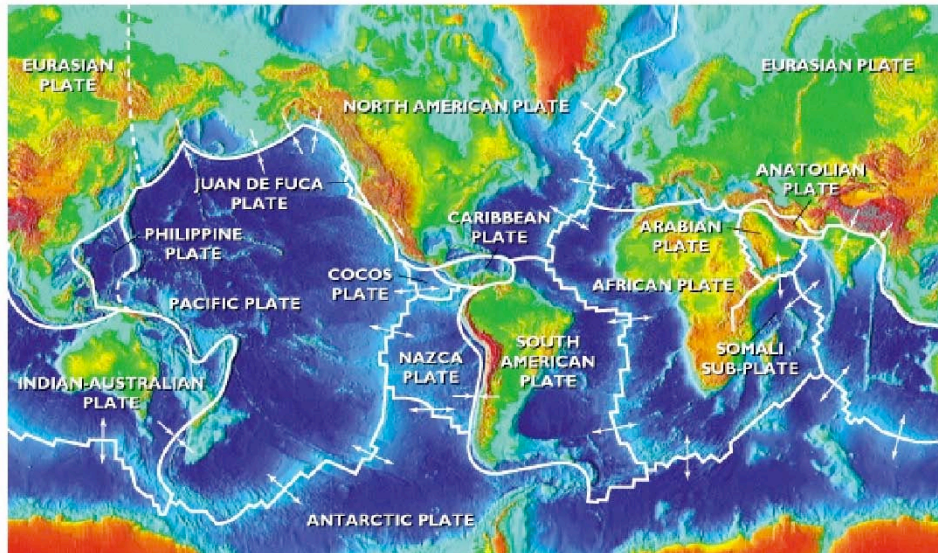 EURASIAN
PLATE
EURASIAN PLATE
NORTH AMERICAN PLATE
JUAN DE FUCA
PLATE
ANATOLIAN
PLATE
CARIBBEAN
PLATE
ARABIAN
PLATE
PHILIPPINE
PLATE
COCOS
PLATE
AFRICAN PLATE
PACIFIC PLATE
NAZCA
PLATE
SOUTH
AMERICAN
PLATE
SOMALI
SUB-PLATE
INDIAN-AUSTRALIAN
PLATE
ANTARCTIC PLATE